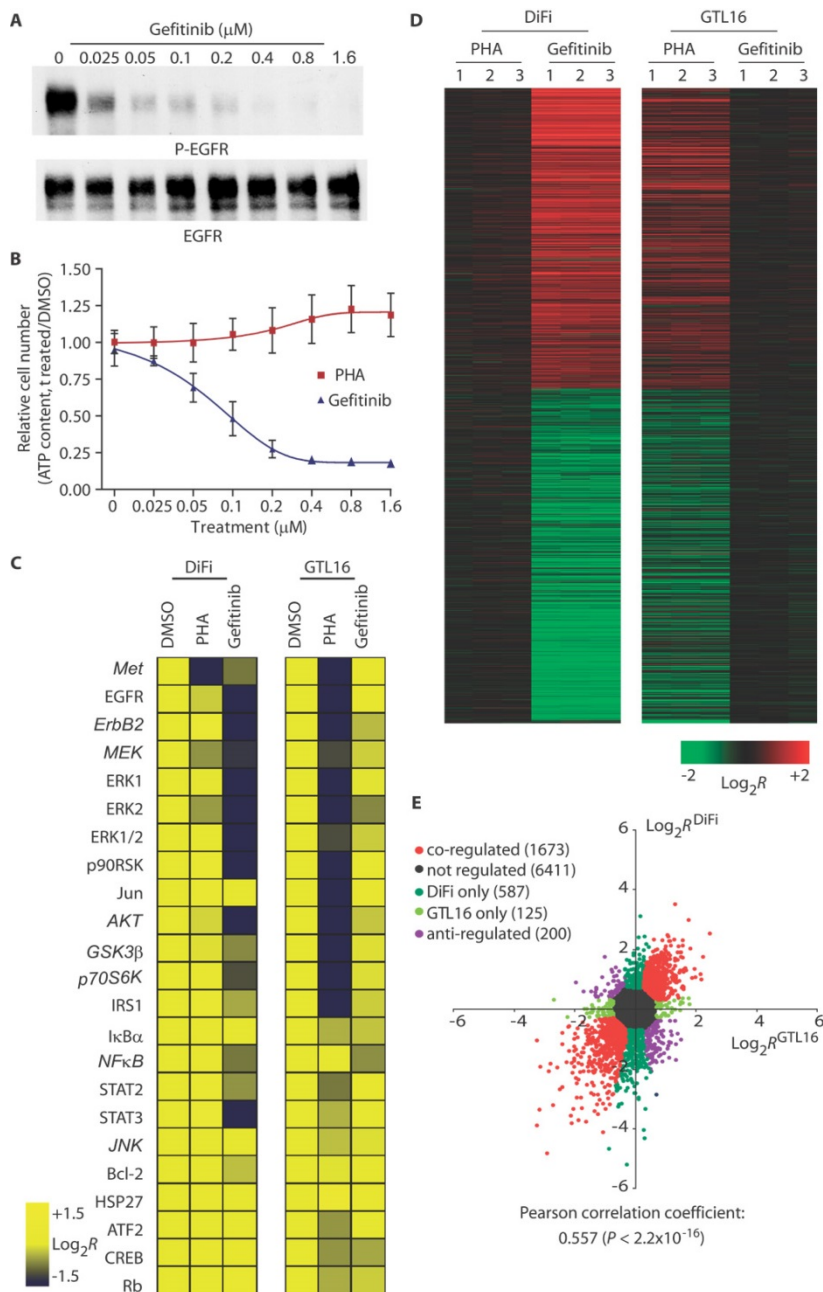 A
Gefitinib (μM)
0 0.025 0.05 0.1 0.2 0.4 0.8 1.6
P-EGFR
EGFR
B
Relative cell number
(ATP content, t reated/DMSO)
1.50
1.25
1.00
0.75
0.50
0.25
0.00
PHA
Gefitinib
0 0.025 0.05 0.1 0.2 0.4 0.8 1.6
Treatment (μM)
C
DiFi GTL16
DMSO PHA Gefitinib DMSO PHA Gefitinib
Met
EGFR
ErbB2
MEK
ERK1
ERK2
ERK1/2
p90RSK
Jun
AKT
GSK3β
p70S6K
IRS1
IκBα
NFκB
STAT2
STAT3
JNK
Bcl-2
HSP27
ATF2
CREB
Rb
+1.5
Log2R
-1.5
D
DiFi GTL16
PHA Gefitinib PHA Gefitinib
1 2 3 1 2 3 1 2 3 1 2 3
-2 +2
Log2R
E
6
Log2R^DiFi
co-regulated (1673)
not regulated (6411)
DiFi only (587)
GTL16 only (125)
anti-regulated (200)
4
2
-6 -4 -2 2 4 6
Log2R^GTL16
-2
-4
-6
Pearson correlation coefficient:
0.557 (P < 2.2x10^-16)